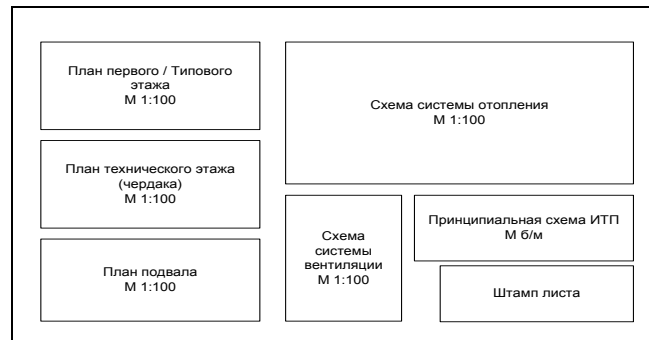 План первого / Типового
этажа
М 1:100
План технического этажа
(чердака)
М 1:100
План подвала
М 1:100
Схема системы отопления
М 1:100
Схема
системы
вентиляции
М 1:100
Принципиальная схема ИТП
М б/м
Штамп листа